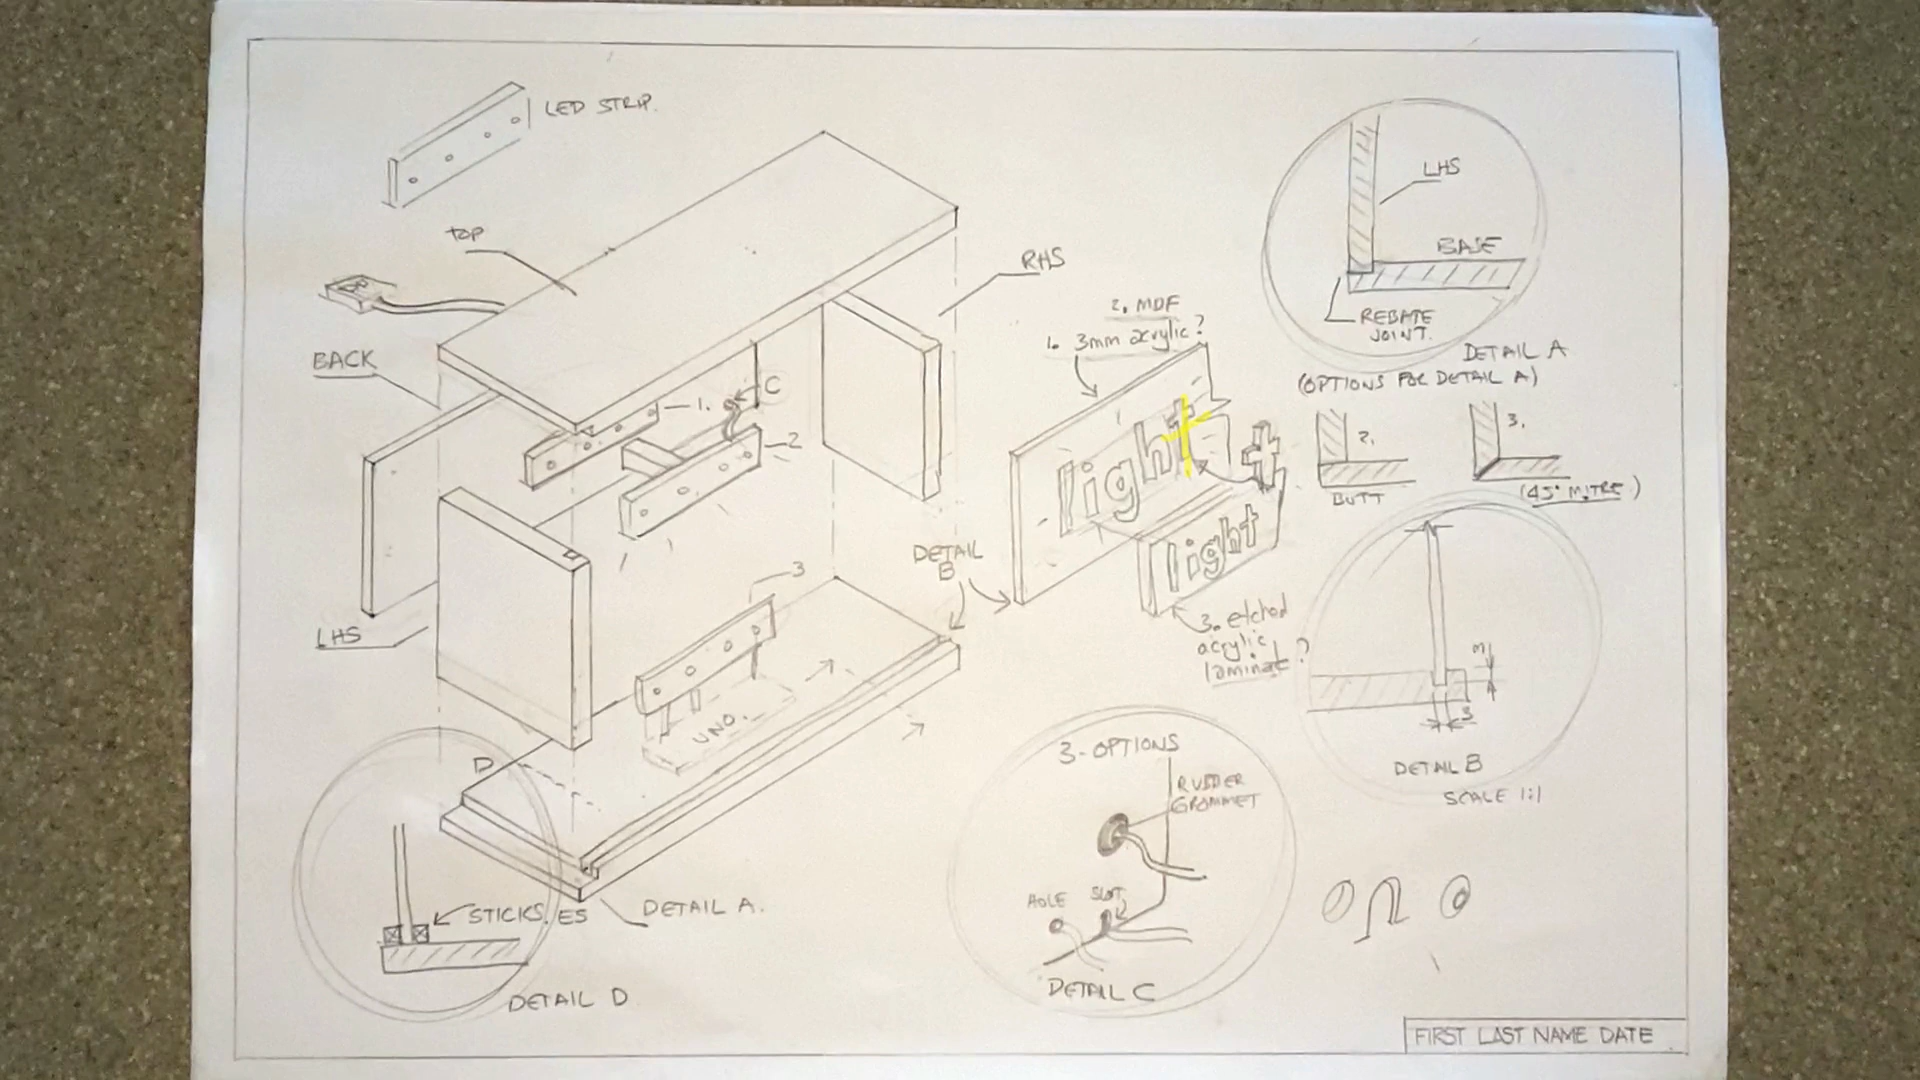 LED STRIP.
TOP
RHS
BACK
1.
C
2
3
LHS
UNO.
D
DETAIL A.
STICKS. ES
DETAIL D
2. MDF
1. 3mm acrylic?
light
t
light
DETAIL
B
3. etched
acrylic
laminate?
LHS
BASE
REBATE
JOINT.
DETAIL A
(OPTIONS FOR DETAIL A)
2.
BUTT
3.
(45° MITRE)
3
3
DETAIL B
SCALE 1:1
3-OPTIONS
RUBBER
GROMMET
HOLE
SLOT
DETAIL C
FIRST LAST NAME DATE